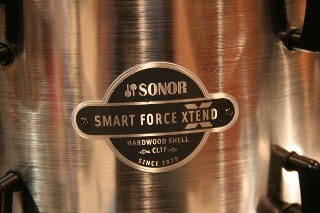 SONOR
SMART FORCE XTEND
HARDWOOD SHELL
CLTF
SINCE 1875